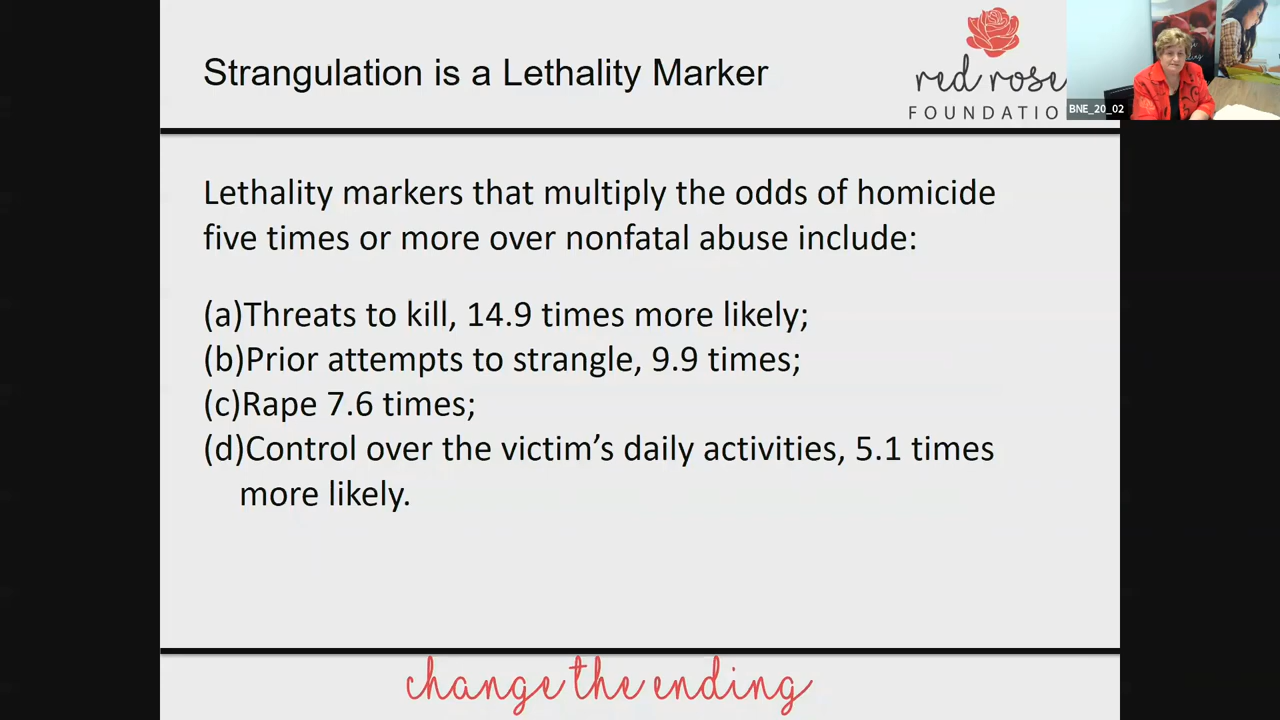 Strangulation is a Lethality Marker
red rose
FOUNDATIO
BNE_20_02
Lethality markers that multiply the odds of homicide
five times or more over nonfatal abuse include:
(a)Threats to kill, 14.9 times more likely;
(b)Prior attempts to strangle, 9.9 times;
(c)Rape 7.6 times;
(d)Control over the victim's daily activities, 5.1 times
more likely.
change the ending